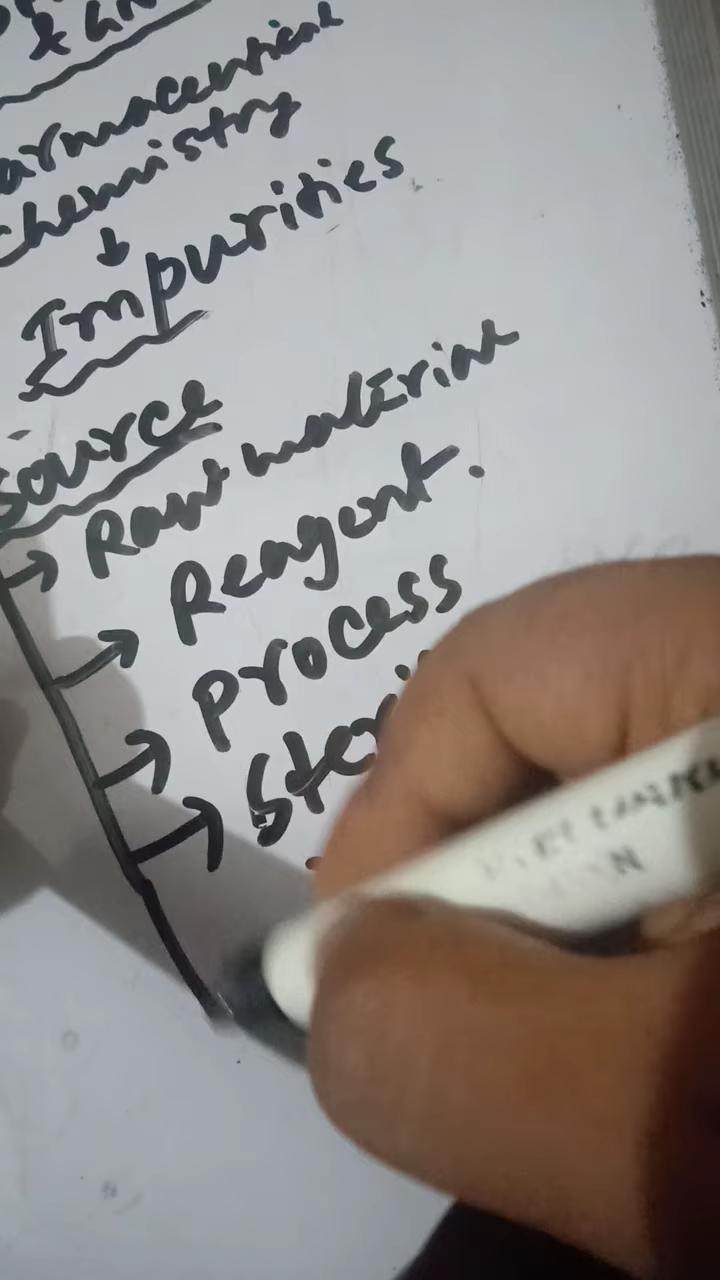 Pharmaceutical
Chemistry
↓
Impurities
Source
→ Raw material
→ Reagent.
→ Process
→